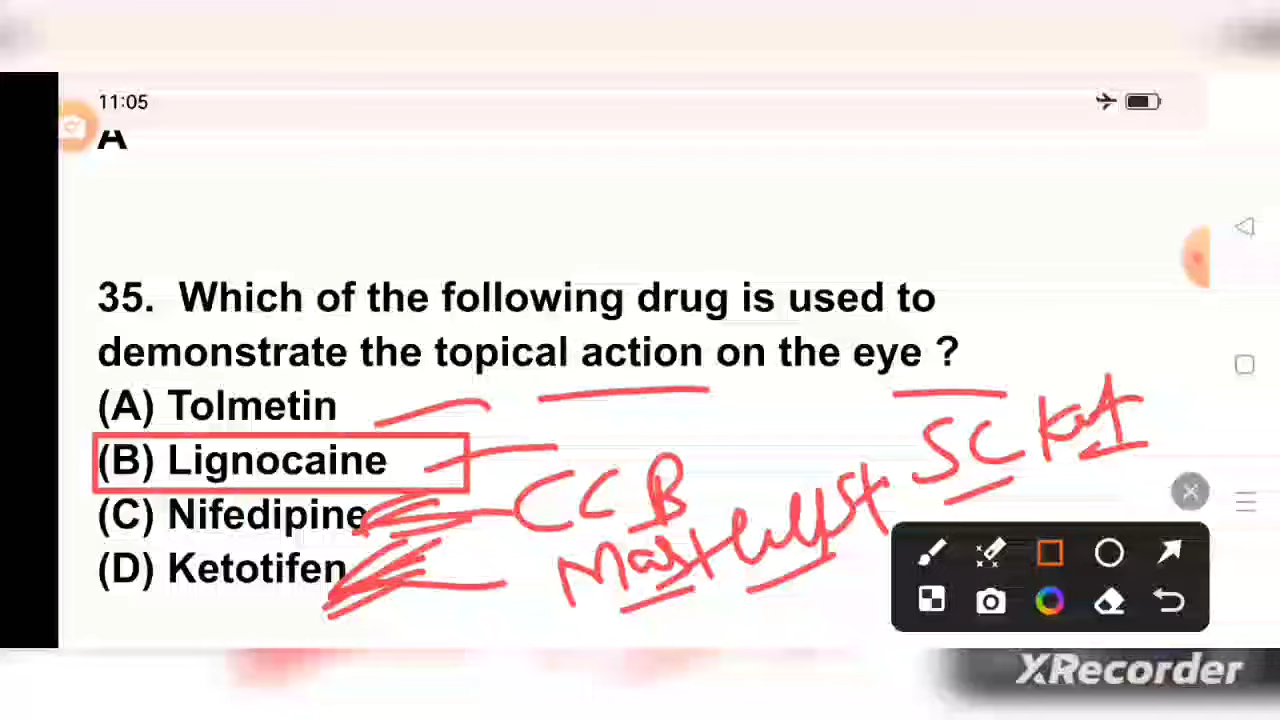 11:05
A
35. Which of the following drug is used to
demonstrate the topical action on the eye ?
(A) Tolmetin
(B) Lignocaine
(C) Nifedipine
(D) Ketotifen
CCB
Mast cell St
SC
XRecorder